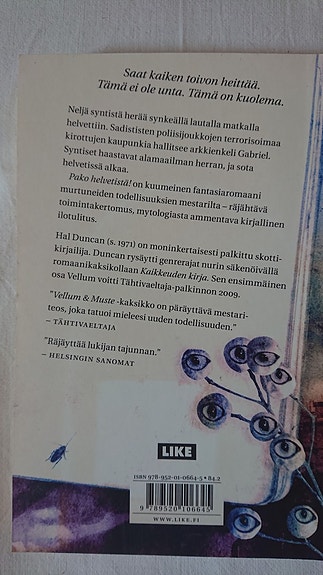 Saat kaiken toivon heittää.
Tämä ei ole unta. Tämä on kuolema.
Neljä syntistä herää synkeällä lautalla matkalla
helvettiin. Sadististen poliisijoukkojen terrorisoimaa
kirottujen kaupunkia hallitsee arkkienkeli Gabriel.
Syntiset haastavat alamaailman herran, ja sota
helvetissä alkaa.
Pako helvetistä! on kuumeinen fantasiaromaani
murtuneiden todellisuuksien mestarilta – räjähtävä
toimintakertomus, mytologiasta ammentava kirjallinen
ilotulitus.
Hal Duncan (s. 1971) on moninkertaisesti palkittu skotti-
kirjailija. Duncan rysäytti genrerajat nurin säkenöivällä
romaanikaksikollaan Kaikkeuden kirja. Sen ensimmäinen
osa Vellum voitti Tähtivaeltaja-palkinnon 2009.
"Vellum & Muste -kaksikko on päräyttävä mestari-
teos, joka tatuoi mieleesi uuden todellisuuden."
– TÄHTIVAELTAJA
"Räjäyttää lukijan tajunnan."
– HELSINGIN SANOMAT
LIKE
ISBN 978-952-01-0664-5 • 84.2
9 789520 106645
WWW.LIKE.FI